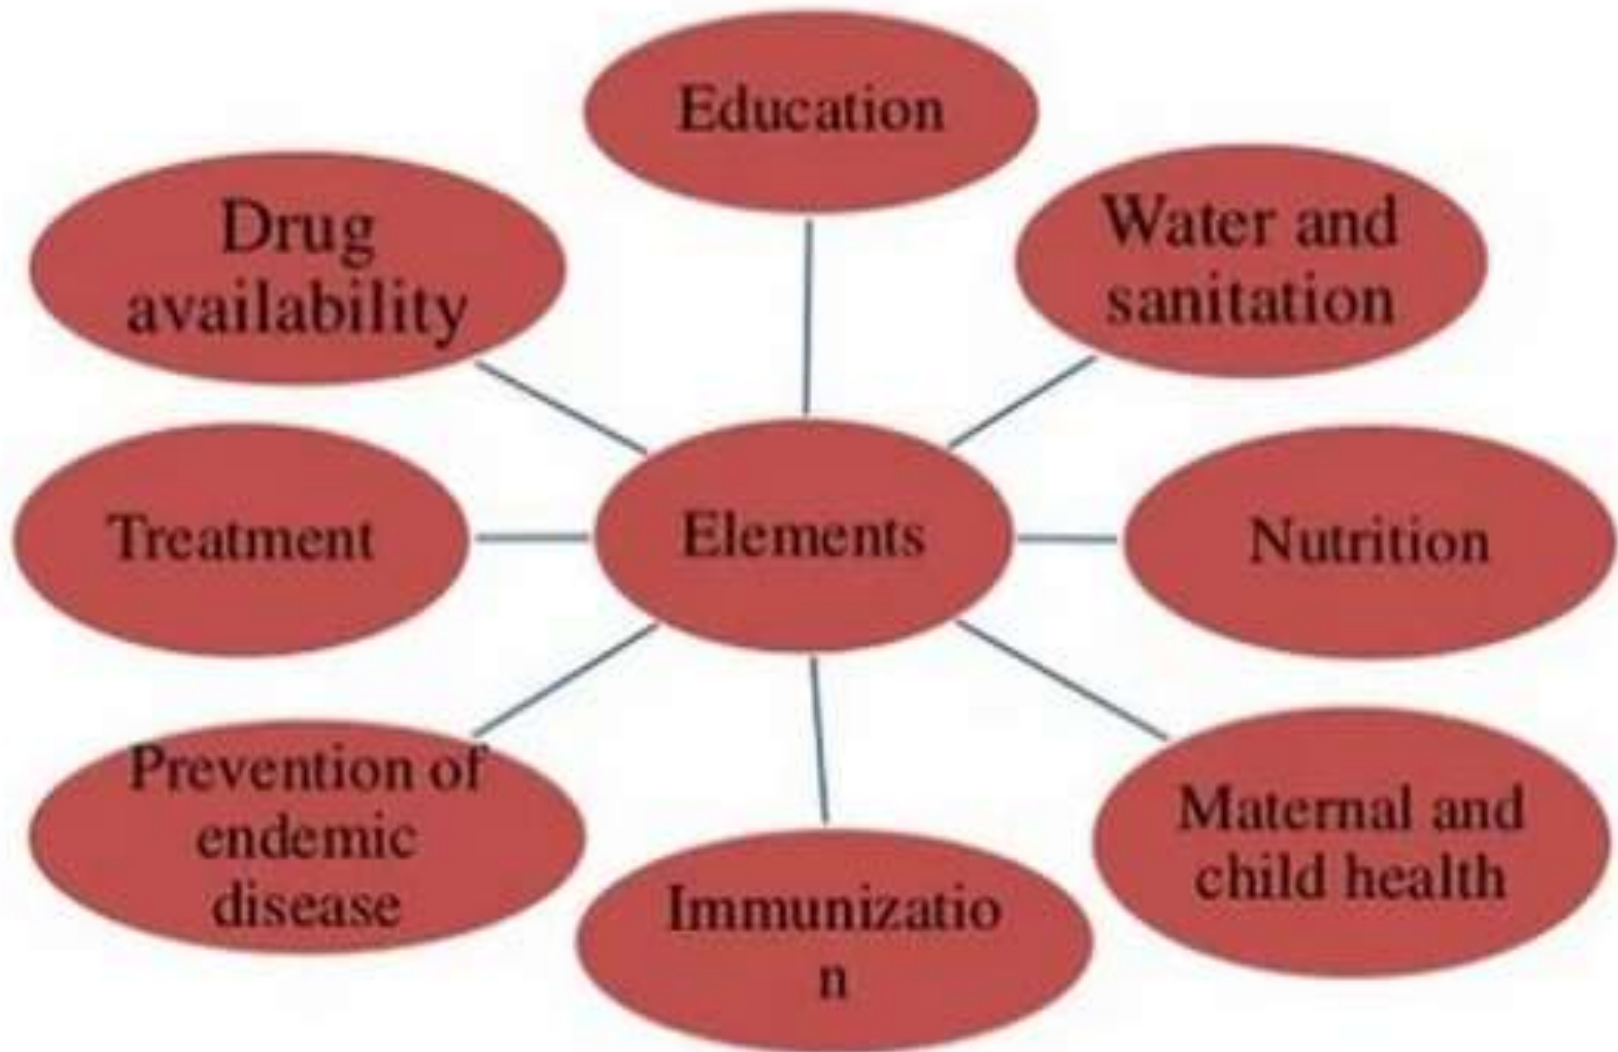 Education
Water and
sanitation
Nutrition
Maternal and
child health
Immunizatio
n
Prevention of
endemic
disease
Treatment
Drug
availability
Elements